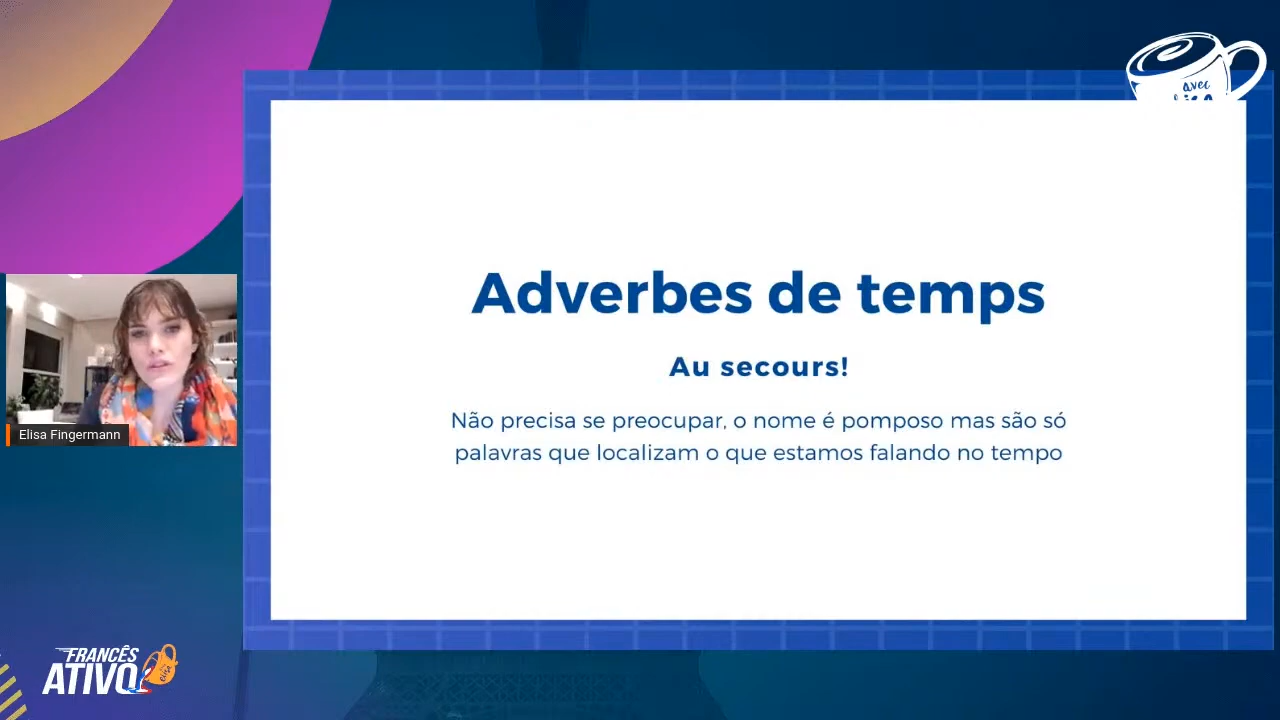 avec
Adverbes de temps
Au secours!
Não precisa se preocupar, o nome é pomposo mas são só
palavras que localizam o que estamos falando no tempo
Elisa Fingermann
FRANCÊS
ATIVO
elisa